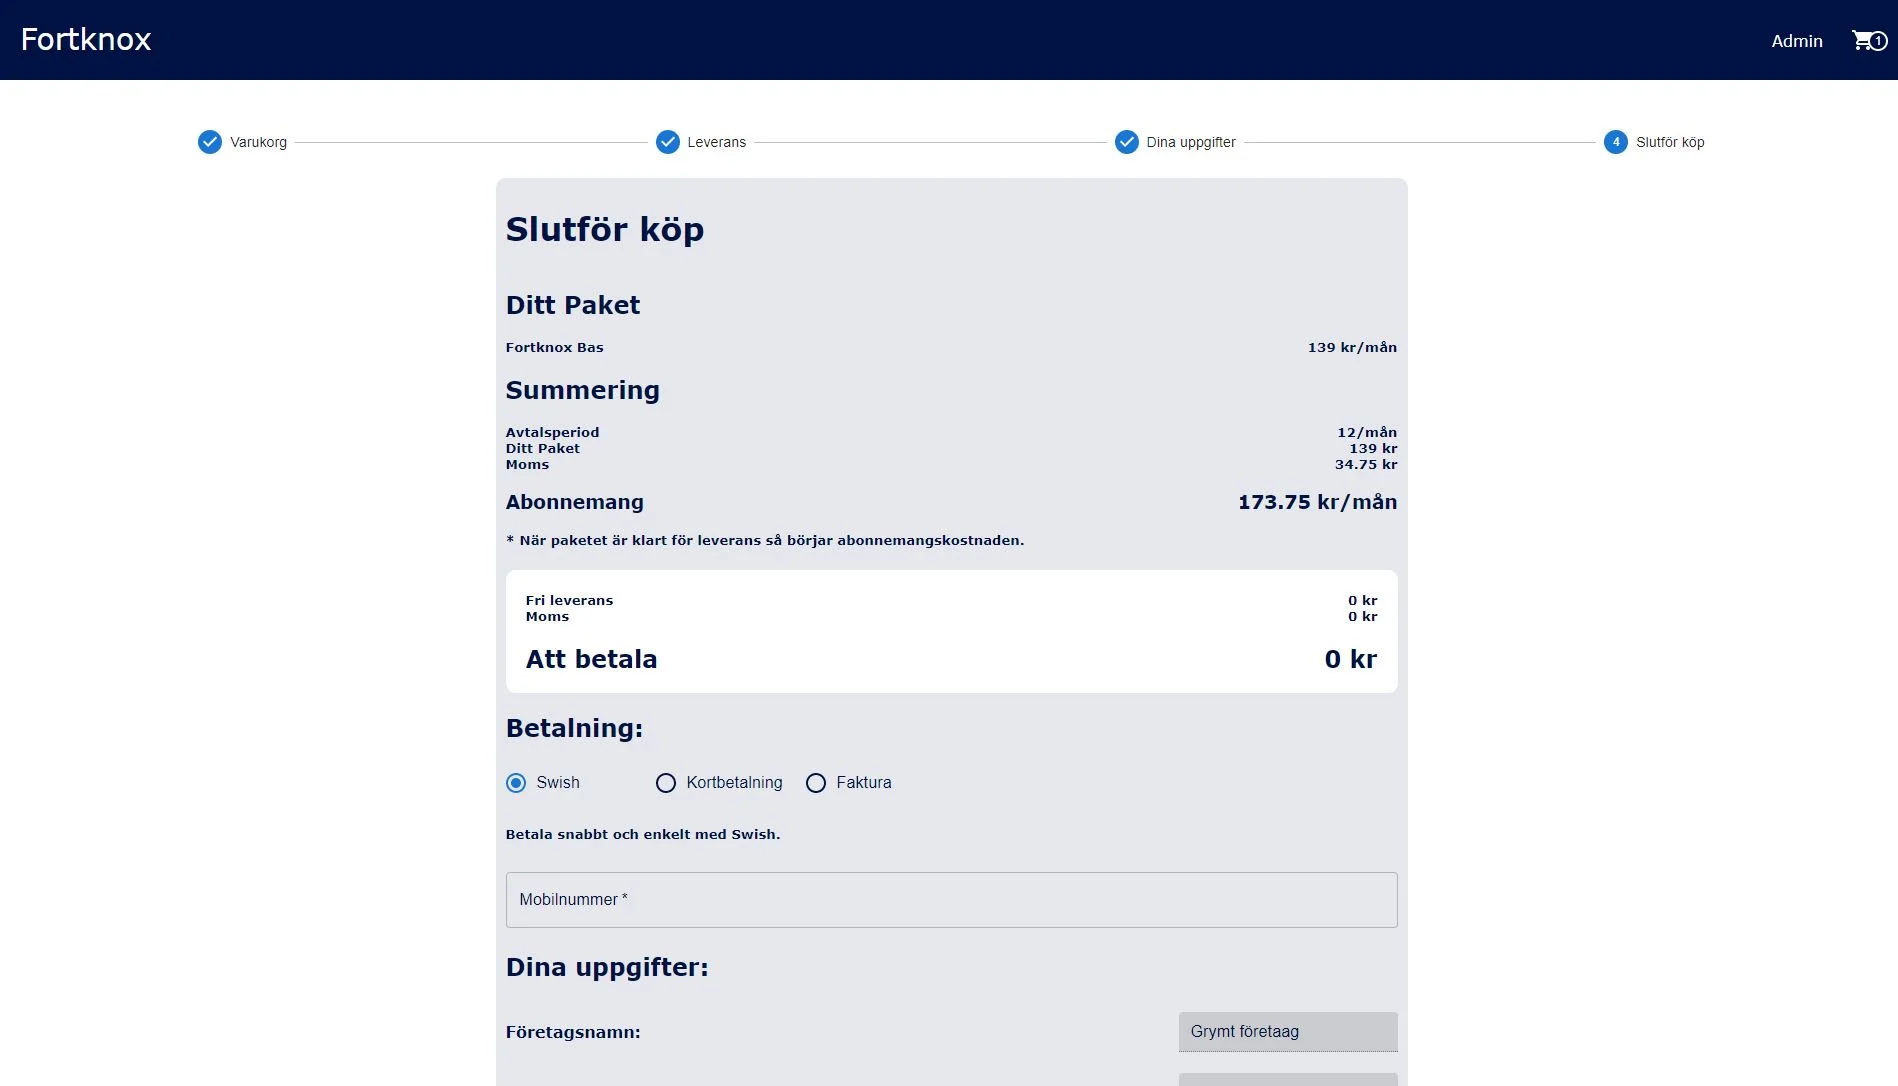 Fortknox
Admin
1
Varukorg
Leverans
Dina uppgifter
4 Slutför köp
Slutför köp
Ditt Paket
Fortknox Bas 139 kr/mån
Summering
Avtalsperiod 12/mån
Ditt Paket 139 kr
Moms 34.75 kr
Abonnemang 173.75 kr/mån
* När paketet är klart för leverans så börjar abonnemangskostnaden.
Fri leverans 0 kr
Moms 0 kr
Att betala 0 kr
Betalning:
Swish Kortbetalning Faktura
Betala snabbt och enkelt med Swish.
Mobilnummer *
Dina uppgifter:
Företagsnamn: Grymt företaag